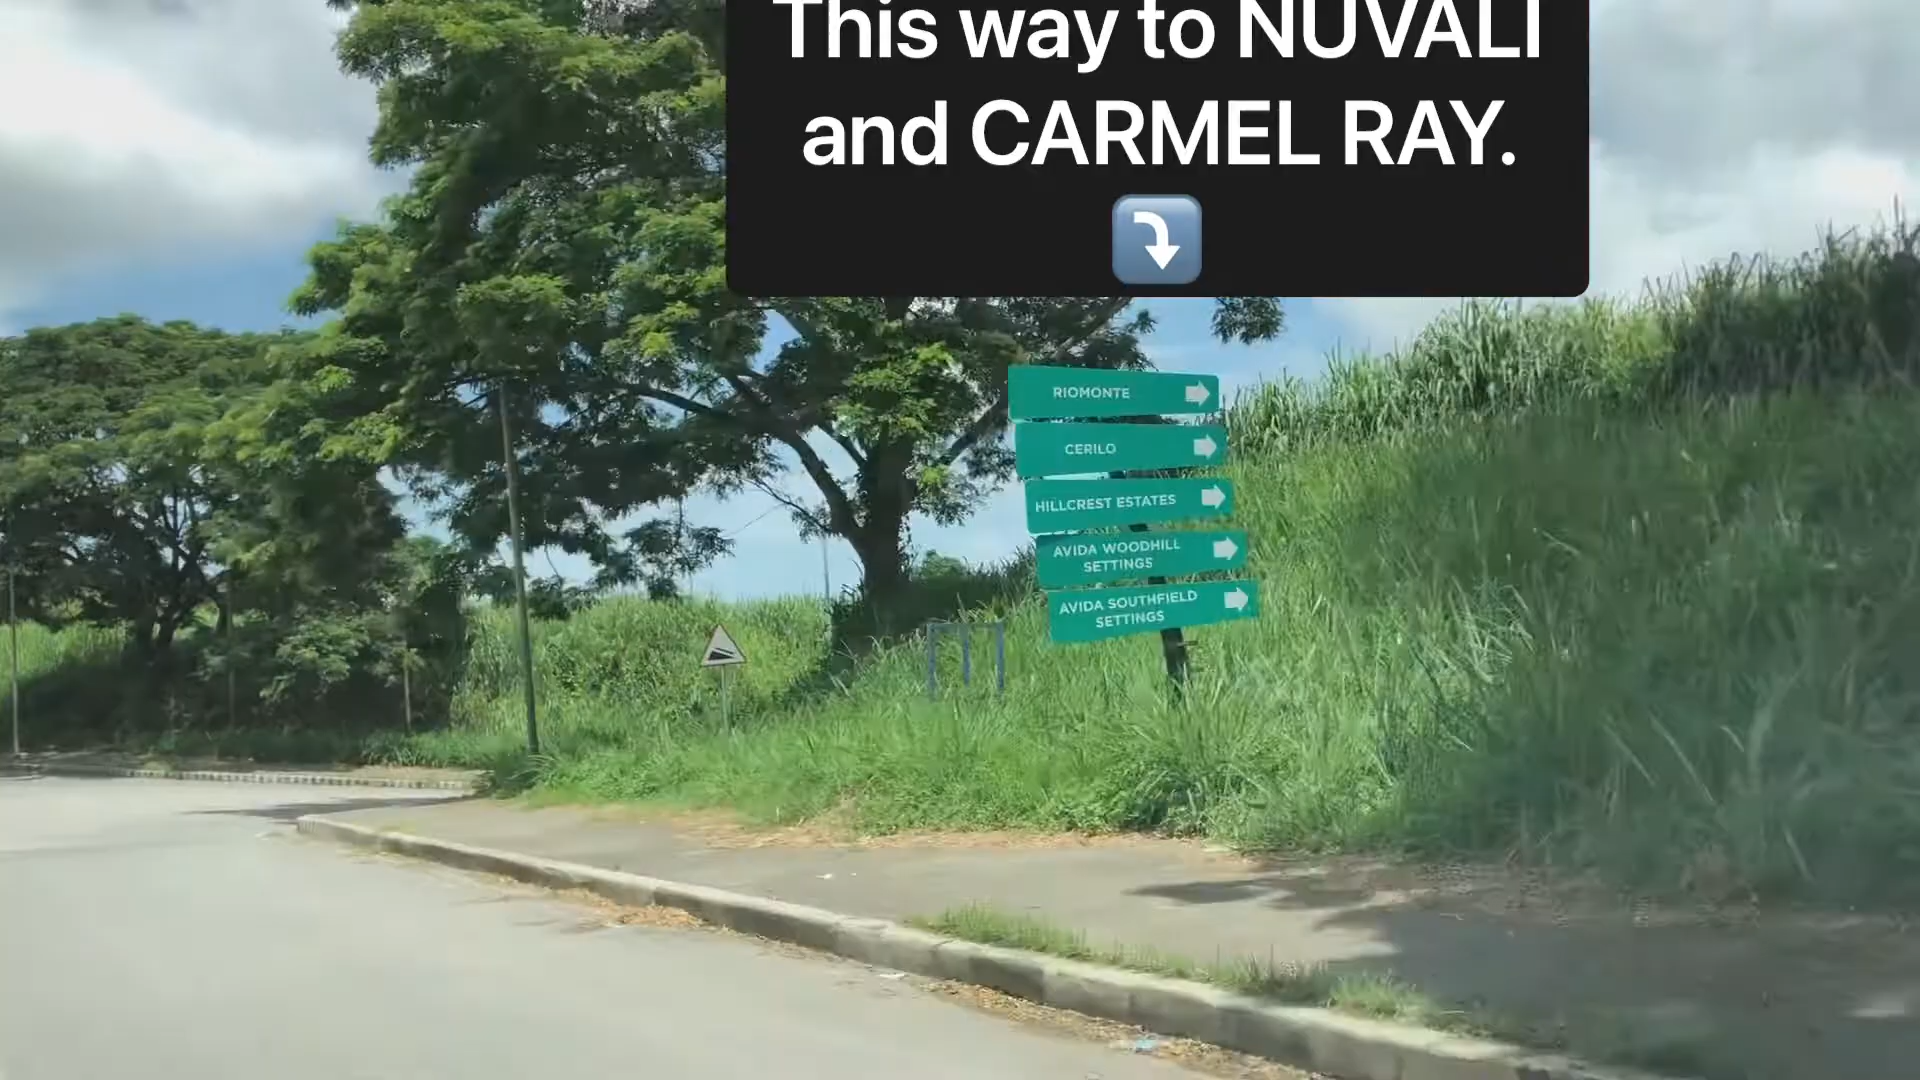 This way to NUVALI
and CARMEL RAY.
RIOMONTE
CERILO
HILLCREST ESTATES
AVIDA WOODHILL
SETTINGS
AVIDA SOUTHFIELD
SETTINGS